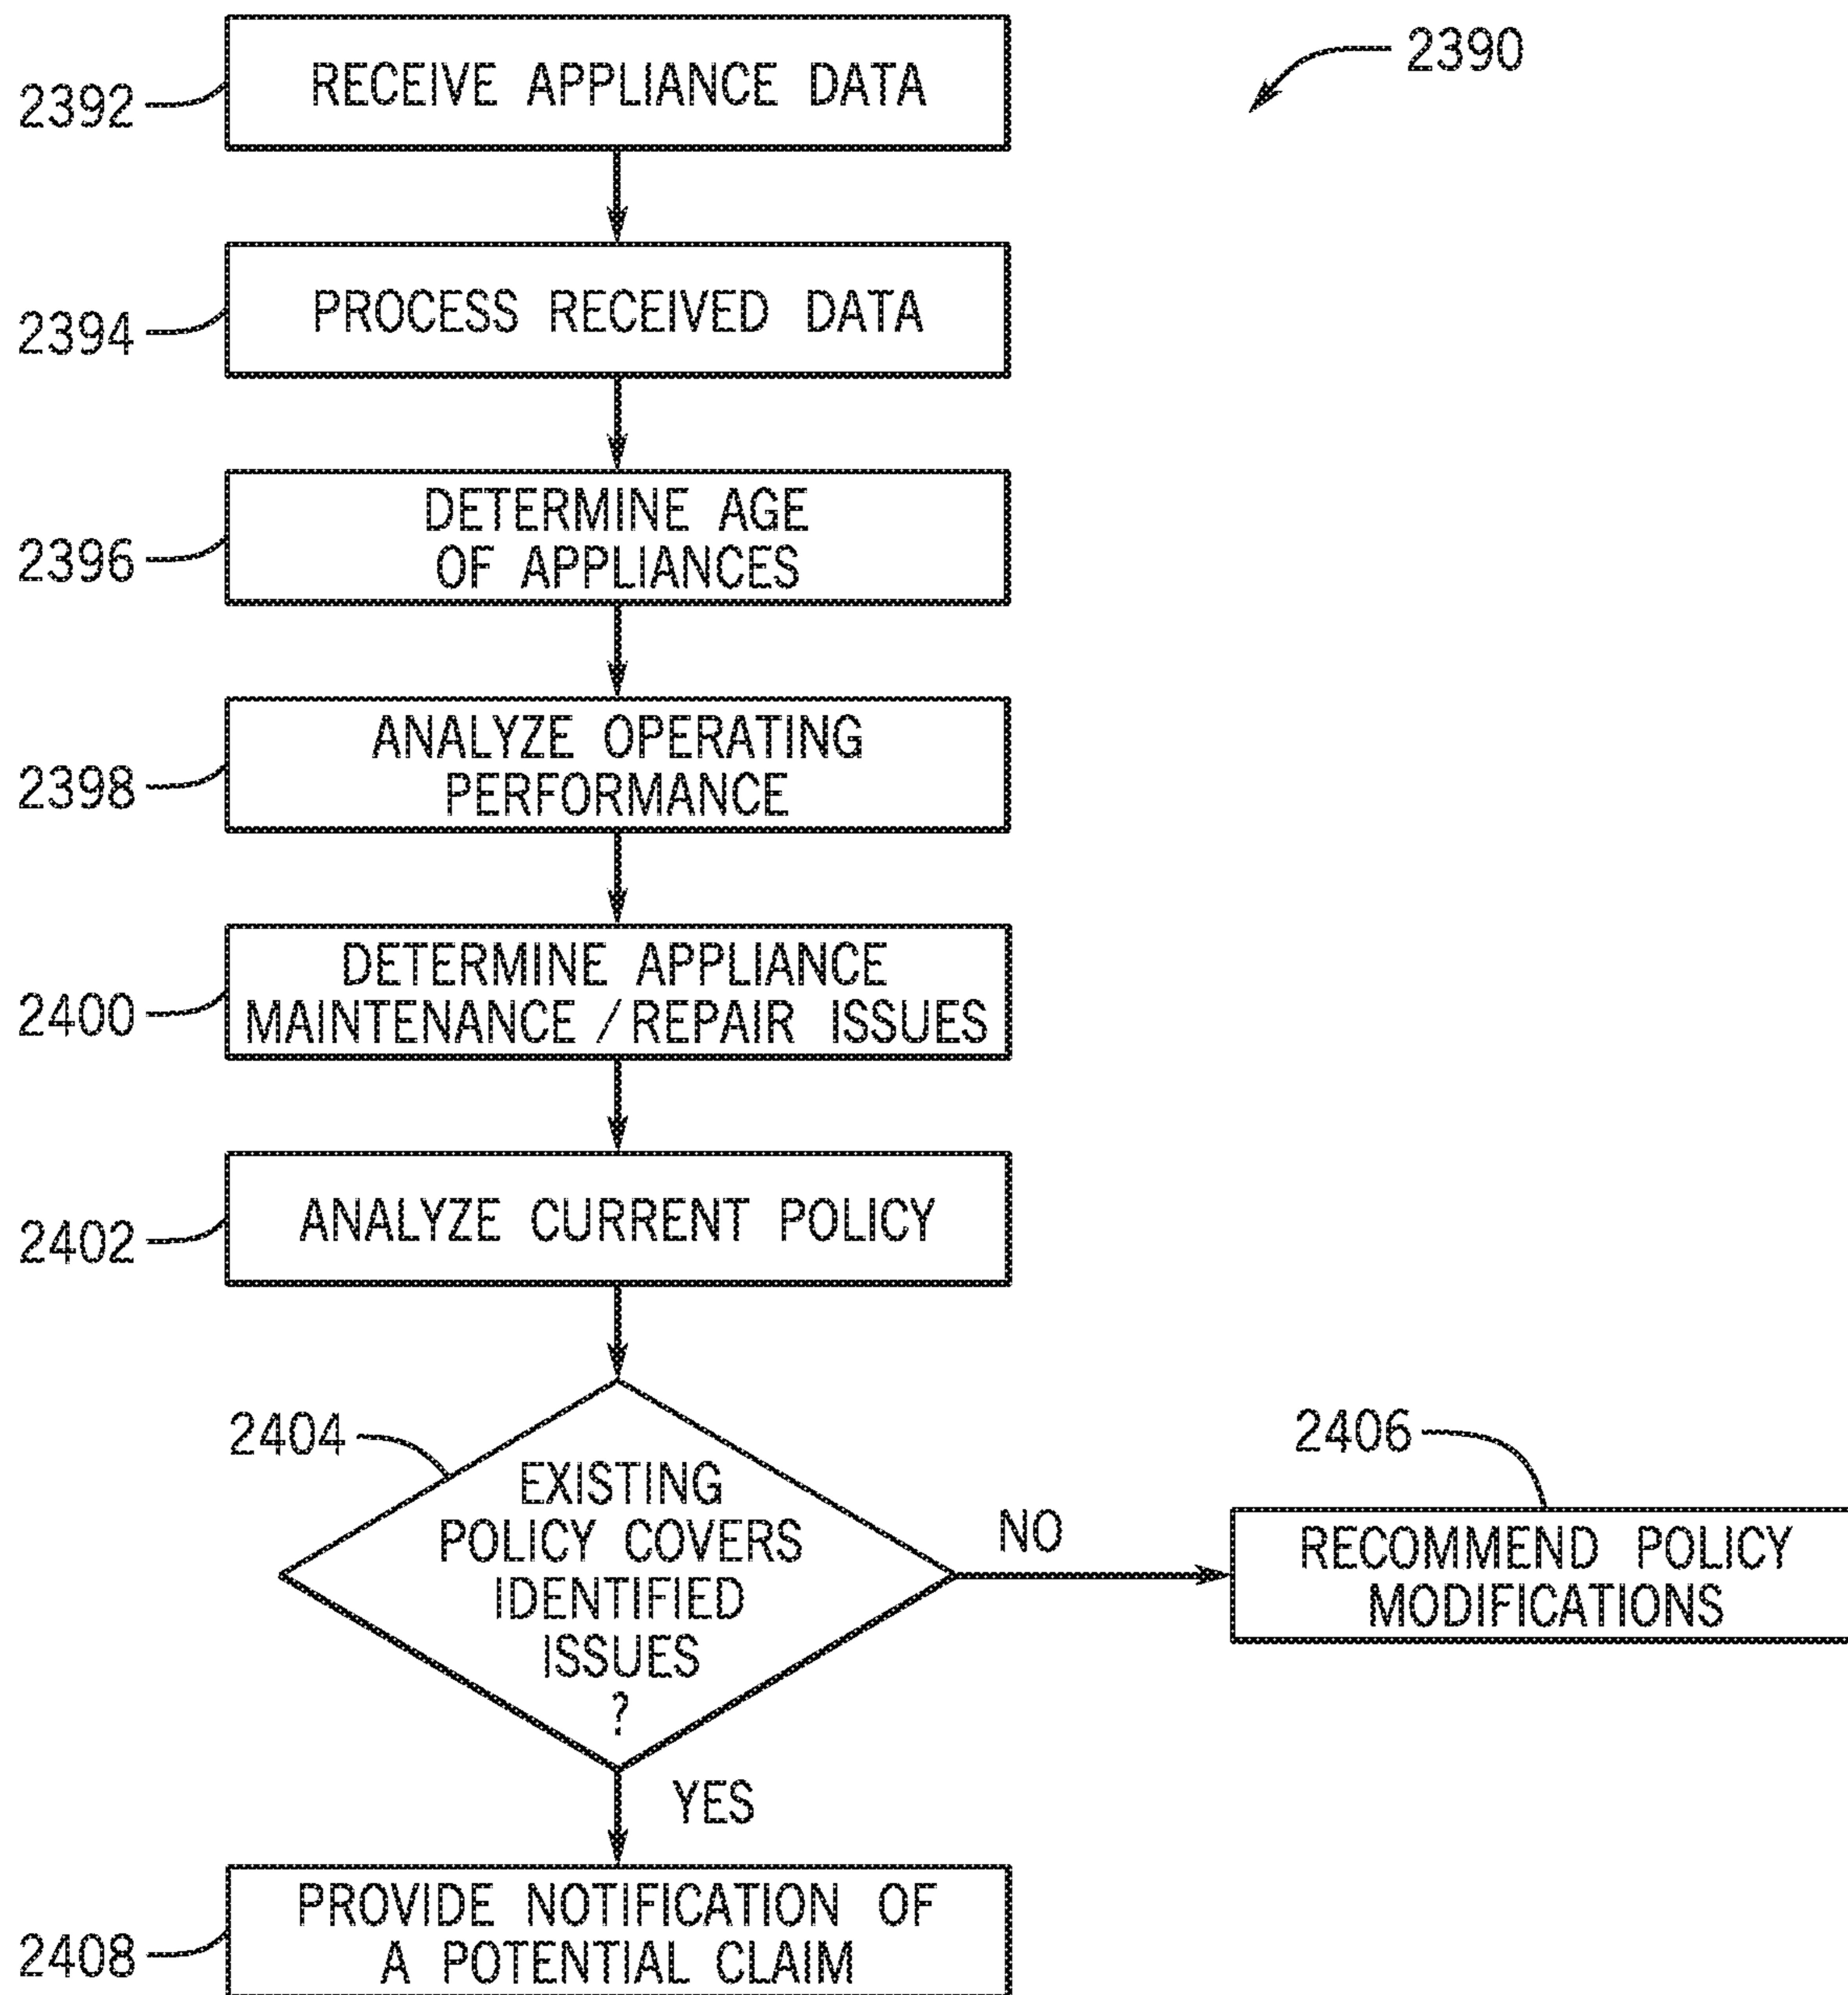 2390
2392
RECEIVE APPLIANCE DATA
2394
PROCESS RECEIVED DATA
2396
DETERMINE AGE
OF APPLIANCES
2398
ANALYZE OPERATING
PERFORMANCE
2400
DETERMINE APPLIANCE
MAINTENANCE / REPAIR ISSUES
2402
ANALYZE CURRENT POLICY
2404
EXISTING
POLICY COVERS
IDENTIFIED
ISSUES
?
NO
2406
RECOMMEND POLICY
MODIFICATIONS
YES
2408
PROVIDE NOTIFICATION OF
A POTENTIAL CLAIM